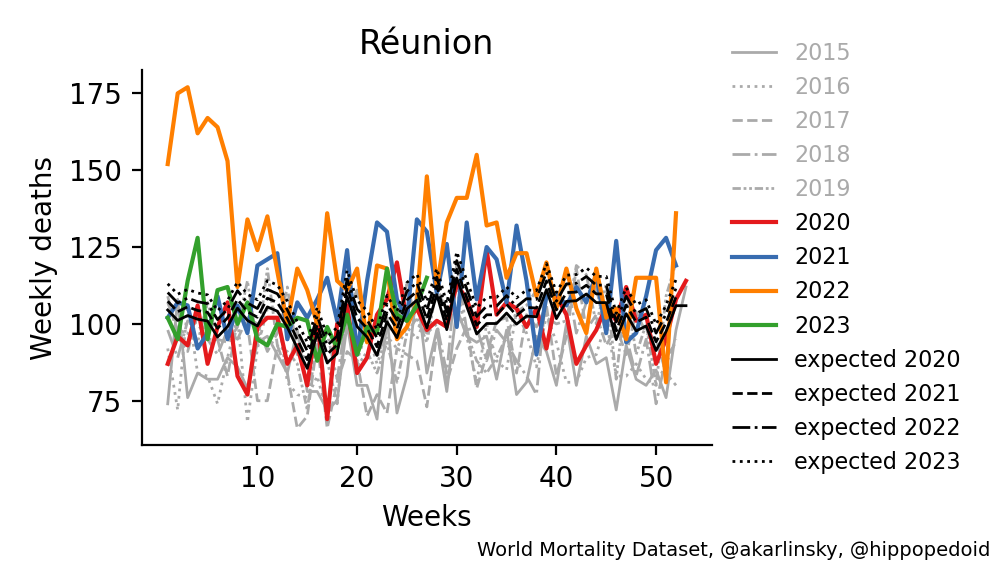 Réunion
Weekly deaths
175
150
125
100
75
10 20 30 40 50
Weeks
2015
2016
2017
2018
2019
2020
2021
2022
2023
expected 2020
expected 2021
expected 2022
expected 2023
World Mortality Dataset, @akarlinsky, @hippopedoid